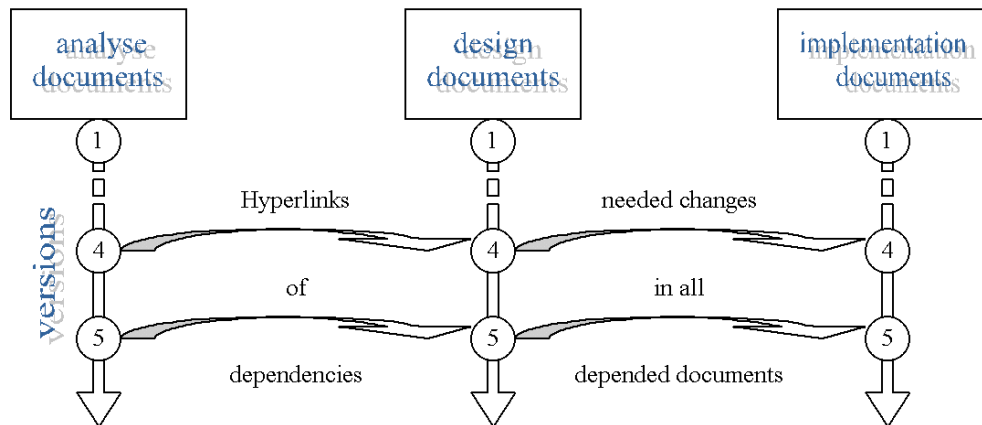 analyse
documents
design
documents
implementation
documents
1
1
1
Hyperlinks
needed changes
versions
4
4
4
of
in all
5
5
5
dependencies
depended documents